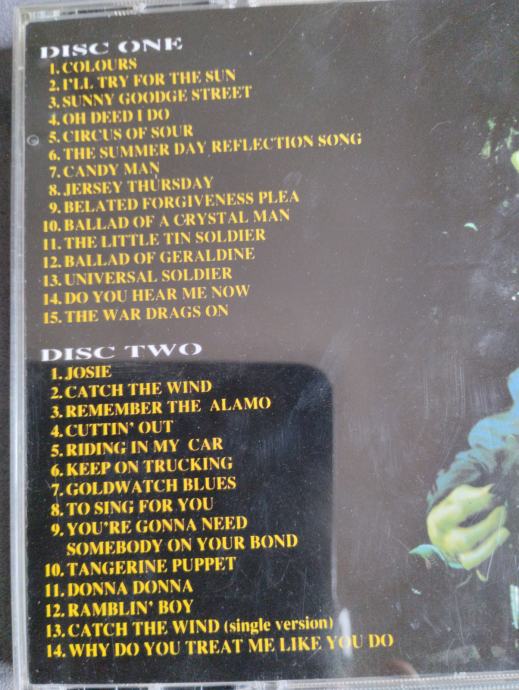 DISC ONE
1. COLOURS
2. I'LL TRY FOR THE SUN
3. SUNNY GOODGE STREET
4. OH DEED I DO
5. CIRCUS OF SOUR
6. THE SUMMER DAY REFLECTION SONG
7. CANDY MAN
8. JERSEY THURSDAY
9. BELATED FORGIVENESS PLEA
10. BALLAD OF A CRYSTAL MAN
11. THE LITTLE TIN SOLDIER
12. BALLAD OF GERALDINE
13. UNIVERSAL SOLDIER
14. DO YOU HEAR ME NOW
15. THE WAR DRAGS ON
DISC TWO
1. JOSIE
2. CATCH THE WIND
3. REMEMBER THE ALAMO
4. CUTTIN' OUT
5. RIDING IN MY CAR
6. KEEP ON TRUCKING
7. GOLDWATCH BLUES
8. TO SING FOR YOU
9. YOU'RE GONNA NEED
SOMEBODY ON YOUR BOND
10. TANGERINE PUPPET
11. DONNA DONNA
12. RAMBLIN' BOY
13. CATCH THE WIND (single version)
14. WHY DO YOU TREAT ME LIKE YOU DO